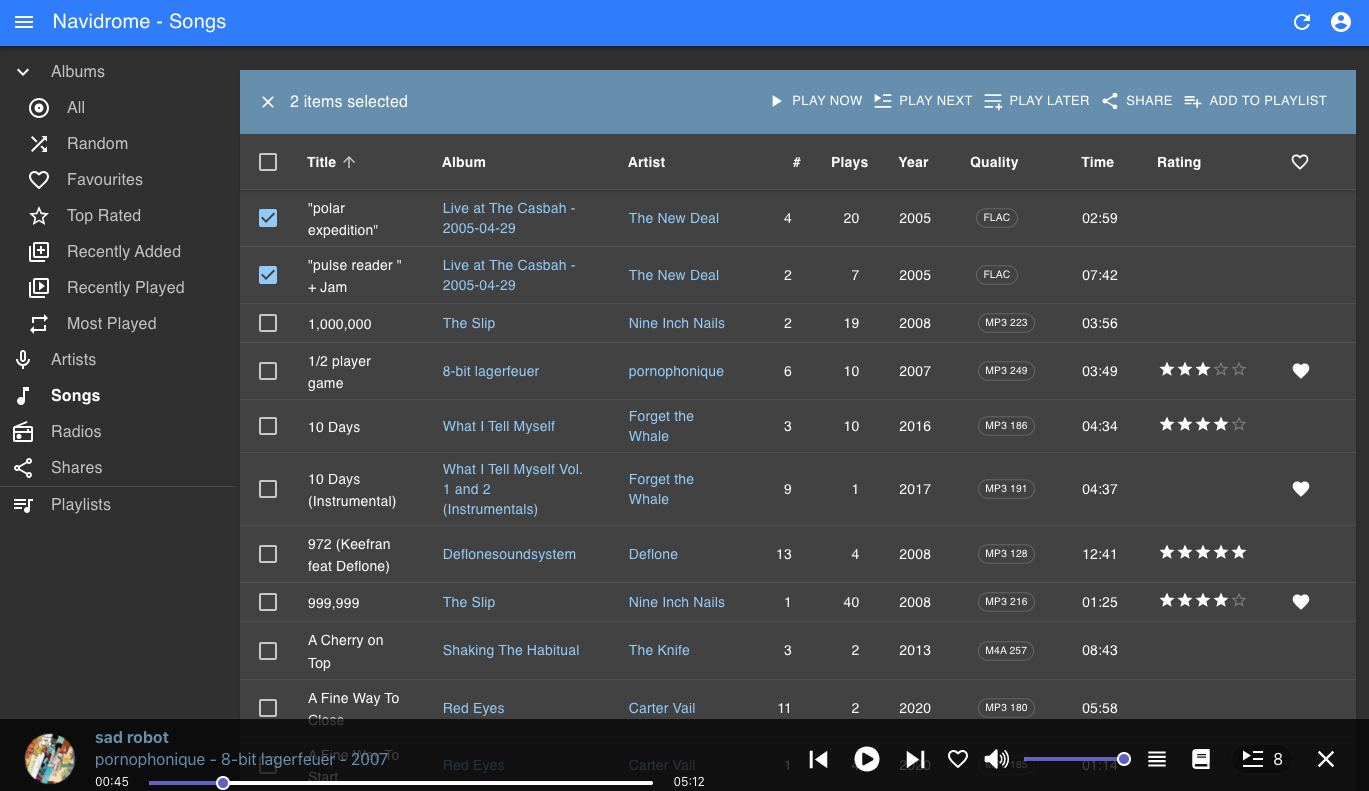 Navidrome - Songs
Albums
All
Random
Favourites
Top Rated
Recently Added
Recently Played
Most Played
Artists
Songs
Radios
Shares
Playlists
2 items selected
PLAY NOW PLAY NEXT PLAY LATER SHARE ADD TO PLAYLIST
Title Album Artist # Plays Year Quality Time Rating
"polar
expedition"
Live at The Casbah -
2005-04-29
The New Deal 4 20 2005 FLAC 02:59
"pulse reader "
+ Jam
Live at The Casbah -
2005-04-29
The New Deal 2 7 2005 FLAC 07:42
1,000,000 The Slip Nine Inch Nails 2 19 2008 MP3 223 03:56
1/2 player
game
8-bit lagerfeuer pornophonique 6 10 2007 MP3 249 03:49
10 Days What I Tell Myself
Forget the
Whale
3 10 2016 MP3 186 04:34
10 Days
(Instrumental)
What I Tell Myself Vol.
1 and 2
(Instrumentals)
Forget the
Whale
9 1 2017 MP3 191 04:37
972 (Keefran
feat Deflone)
Deflonesoundsystem Deflone 13 4 2008 MP3 128 12:41
999,999 The Slip Nine Inch Nails 1 40 2008 MP3 216 01:25
A Cherry on
Top
Shaking The Habitual The Knife 3 2 2013 M4A 257 08:43
A Fine Way To
Close
Red Eyes Carter Vail 11 2 2020 MP3 180 05:58
A Fine Way To
Start
Red Eyes Carter Vail 1 185 01:14
sad robot
pornophonique - 8-bit lagerfeuer - 2007
00:45 05:12
8